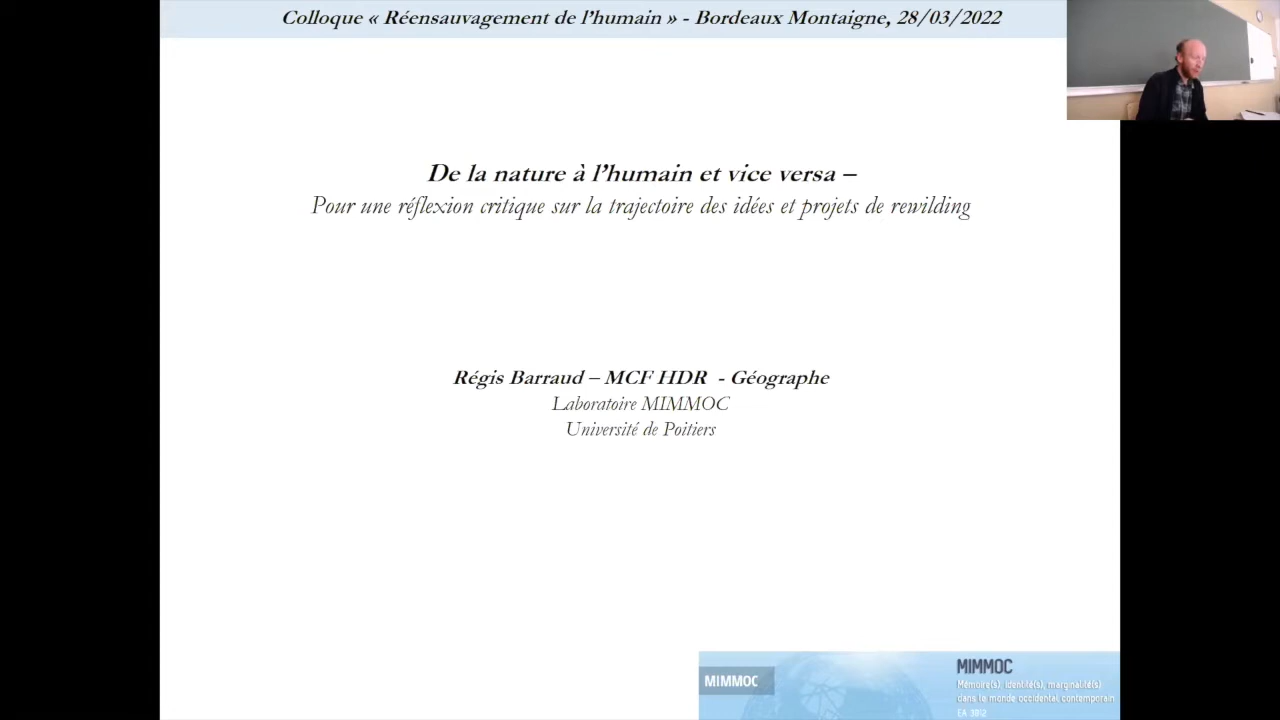 Colloque « Réensauvagement de l'humain » - Bordeaux Montaigne, 28/03/2022
De la nature à l'humain et vice versa –
Pour une réflexion critique sur la trajectoire des idées et projets de rewilding
Régis Barraud – MCF HDR - Géographe
Laboratoire MIMMOC
Université de Poitiers
MIMMOC
MIMMOC
Mémoire(s), identité(s), marginalité(s)
dans le monde occidental contemporain
EA 3812